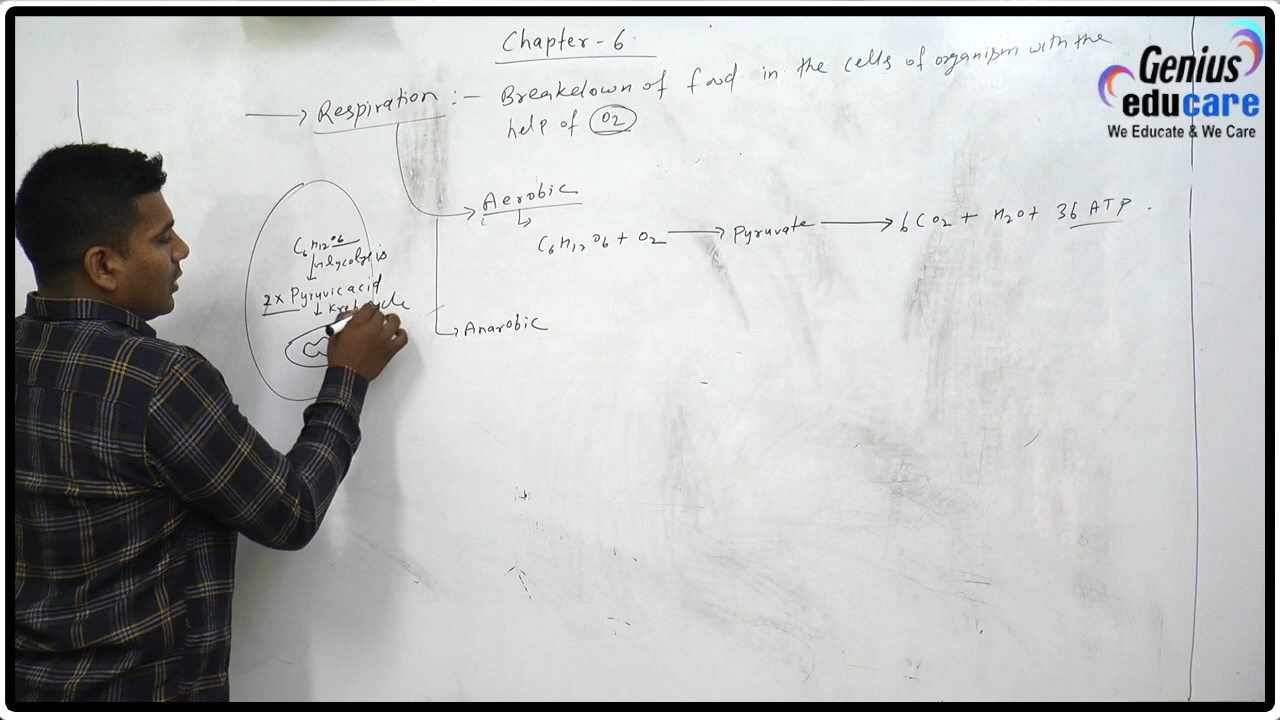 Chapter - 6
Respiration :- Breakdown of food in the cells of organism with the
help of O2
Aerobic
C6H12O6 + O2 → Pyruvate → 6CO2 + H2O + 36 ATP.
C6H12O6
Glycolysis
2x Pyruvic acid
Anarobic
Genius
educare
We Educate & We Care